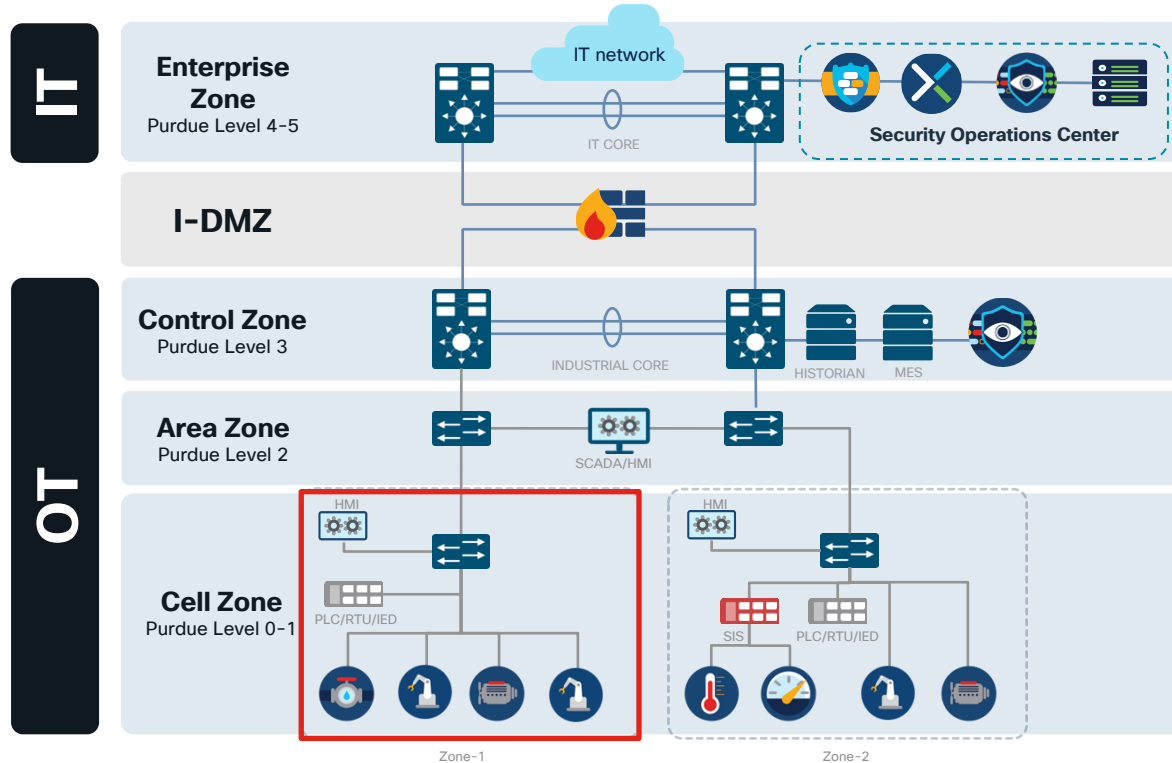 IT
Enterprise
Zone
Purdue Level 4-5
IT network
IT CORE
Security Operations Center
I-DMZ
OT
Control Zone
Purdue Level 3
INDUSTRIAL CORE
HISTORIAN
MES
Area Zone
Purdue Level 2
SCADA/HMI
Cell Zone
Purdue Level 0-1
HMI
PLC/RTU/IED
HMI
SIS
PLC/RTU/IED
Zone-1
Zone-2